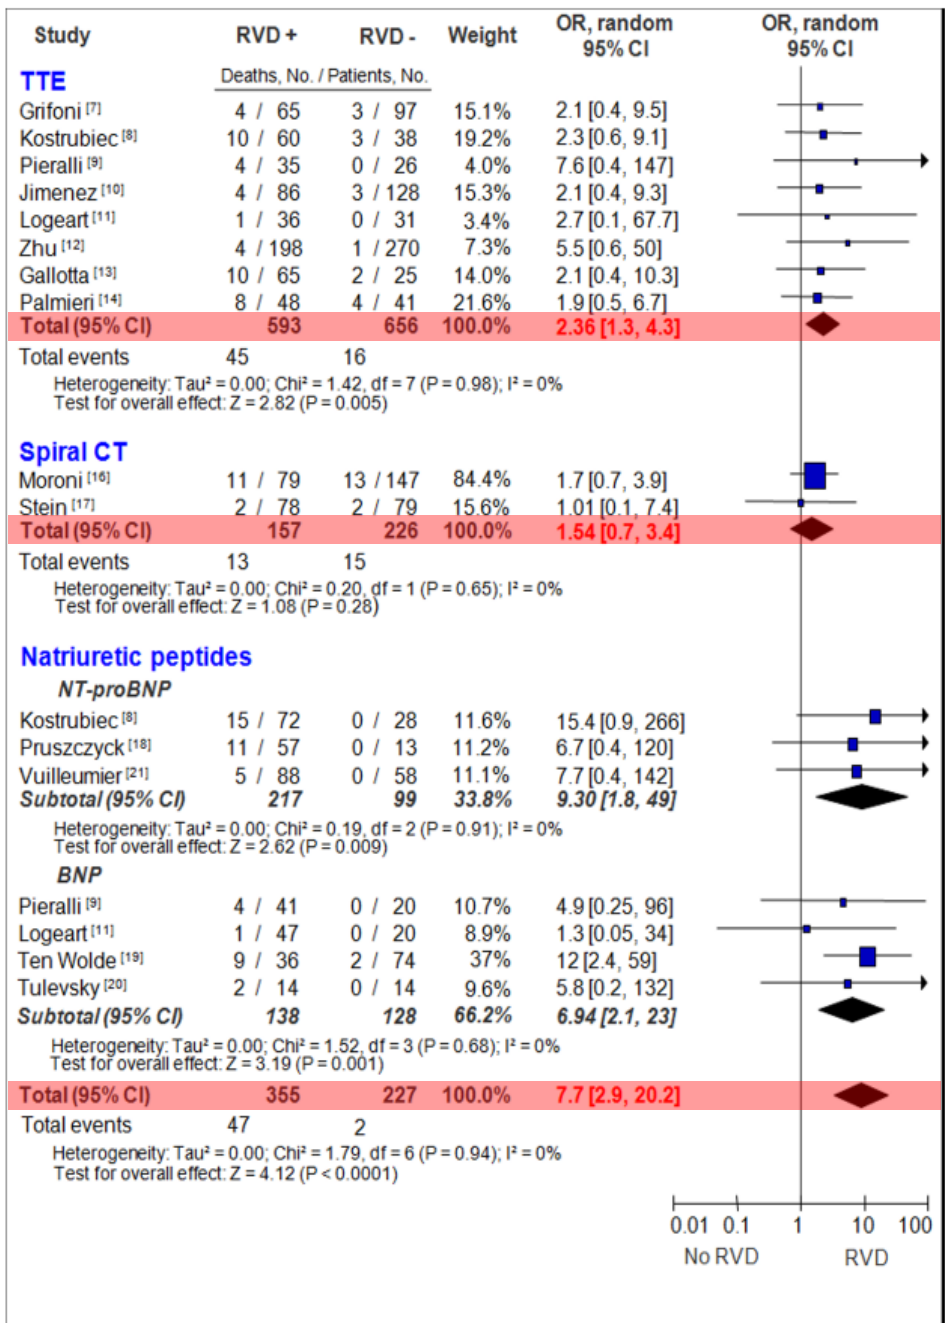 Study RVD + RVD - Weight OR, random 95% CI OR, random 95% CI
TTE Deaths, No. / Patients, No.
Grifoni [7] 4 / 65 3 / 97 15.1% 2.1 [0.4, 9.5]
Kostrubiec [8] 10 / 60 3 / 38 19.2% 2.3 [0.6, 9.1]
Pieralli [9] 4 / 35 0 / 26 4.0% 7.6 [0.4, 147]
Jimenez [10] 4 / 86 3 / 128 15.3% 2.1 [0.4, 9.3]
Logeart [11] 1 / 36 0 / 31 3.4% 2.7 [0.1, 67.7]
Zhu [12] 4 / 198 1 / 270 7.3% 5.5 [0.6, 50]
Gallotta [13] 10 / 65 2 / 25 14.0% 2.1 [0.4, 10.3]
Palmieri [14] 8 / 48 4 / 41 21.6% 1.9 [0.5, 6.7]
Total (95% CI) 593 656 100.0% 2.36 [1.3, 4.3]
Total events 45 16
Heterogeneity: Tau² = 0.00; Chi² = 1.42, df = 7 (P = 0.98); I² = 0%
Test for overall effect: Z = 2.82 (P = 0.005)
Spiral CT
Moroni [16] 11 / 79 13 / 147 84.4% 1.7 [0.7, 3.9]
Stein [17] 2 / 78 2 / 79 15.6% 1.01 [0.1, 7.4]
Total (95% CI) 157 226 100.0% 1.54 [0.7, 3.4]
Total events 13 15
Heterogeneity: Tau² = 0.00; Chi² = 0.20, df = 1 (P = 0.65); I² = 0%
Test for overall effect: Z = 1.08 (P = 0.28)
Natriuretic peptides
NT-proBNP
Kostrubiec [8] 15 / 72 0 / 28 11.6% 15.4 [0.9, 266]
Pruszczyck [18] 11 / 57 0 / 13 11.2% 6.7 [0.4, 120]
Vuilleumier [21] 5 / 88 0 / 58 11.1% 7.7 [0.4, 142]
Subtotal (95% CI) 217 99 33.8% 9.30 [1.8, 49]
Heterogeneity: Tau² = 0.00; Chi² = 0.19, df = 2 (P = 0.91); I² = 0%
Test for overall effect: Z = 2.62 (P = 0.009)
BNP
Pieralli [9] 4 / 41 0 / 20 10.7% 4.9 [0.25, 96]
Logeart [11] 1 / 47 0 / 20 8.9% 1.3 [0.05, 34]
Ten Wolde [19] 9 / 36 2 / 74 37% 12 [2.4, 59]
Tulevsky [20] 2 / 14 0 / 14 9.6% 5.8 [0.2, 132]
Subtotal (95% CI) 138 128 66.2% 6.94 [2.1, 23]
Heterogeneity: Tau² = 0.00; Chi² = 1.52, df = 3 (P = 0.68); I² = 0%
Test for overall effect: Z = 3.19 (P = 0.001)
Total (95% CI) 355 227 100.0% 7.7 [2.9, 20.2]
Total events 47 2
Heterogeneity: Tau² = 0.00; Chi² = 1.79, df = 6 (P = 0.94); I² = 0%
Test for overall effect: Z = 4.12 (P < 0.0001)
0.01 0.1 1 10 100
No RVD RVD